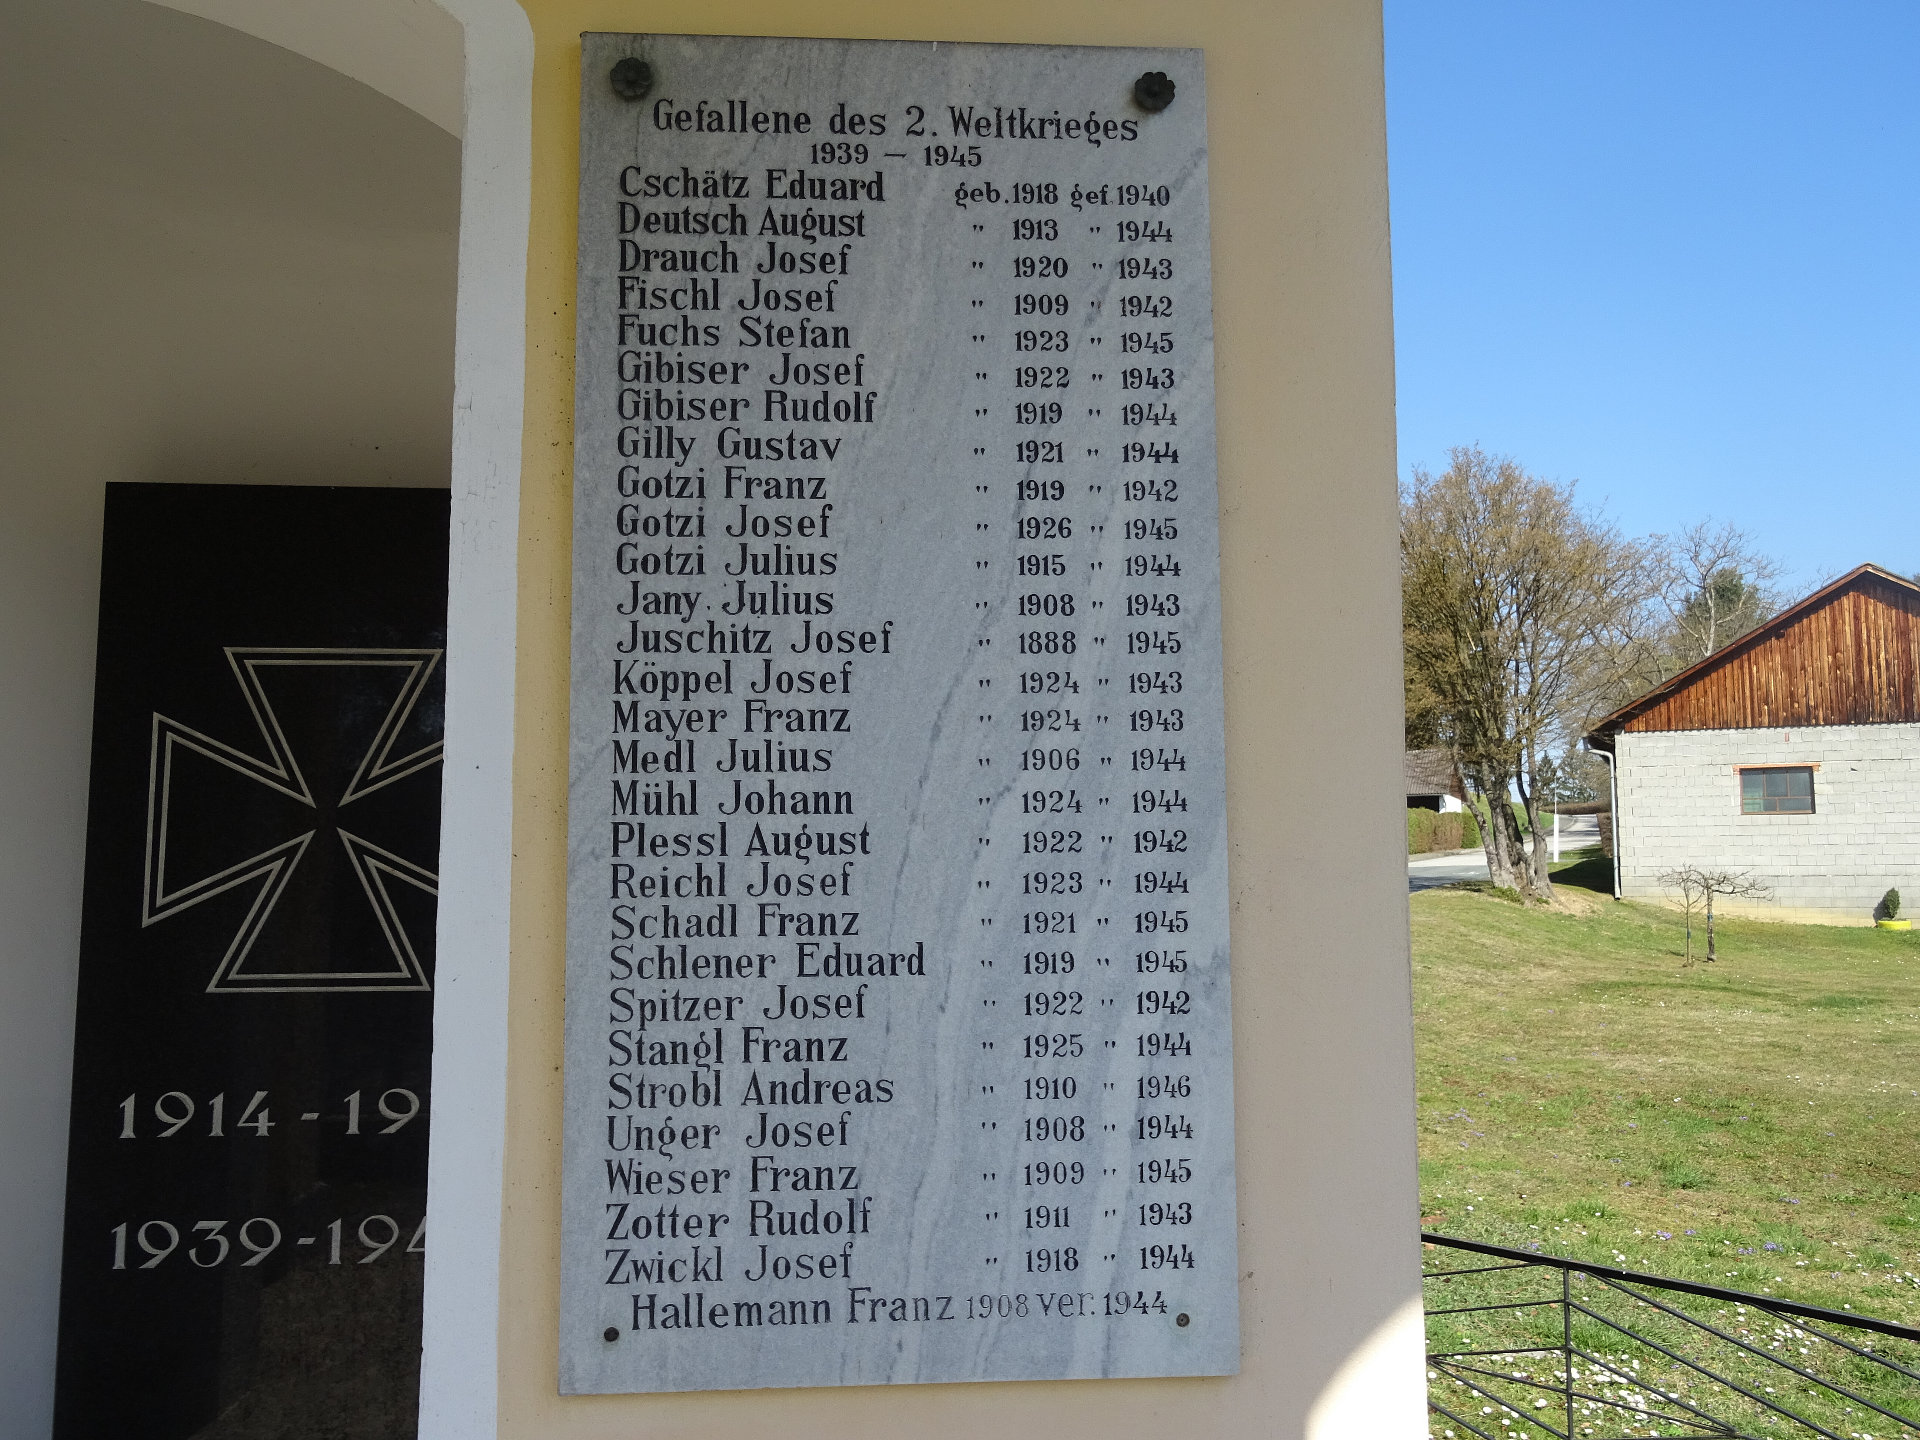 Gefallene des 2. Weltkrieges
1939 – 1945
Cschätz Eduard geb. 1918 gef. 1940
Deutsch August " 1913 " 1944
Drauch Josef " 1920 " 1943
Fischl Josef " 1909 " 1942
Fuchs Stefan " 1923 " 1945
Gibiser Josef " 1922 " 1943
Gibiser Rudolf " 1919 " 1944
Gilly Gustav " 1921 " 1944
Gotzi Franz " 1919 " 1942
Gotzi Josef " 1926 " 1945
Gotzi Julius " 1915 " 1944
Jany Julius " 1908 " 1943
Juschitz Josef " 1888 " 1945
Köppel Josef " 1924 " 1943
Mayer Franz " 1924 " 1943
Medl Julius " 1906 " 1944
Mühl Johann " 1924 " 1944
Plessl August " 1922 " 1942
Reichl Josef " 1923 " 1944
Schadl Franz " 1921 " 1945
Schlener Eduard " 1919 " 1945
Spitzer Josef " 1922 " 1942
Stangl Franz " 1925 " 1944
Strobl Andreas " 1910 " 1946
Unger Josef " 1908 " 1944
Wieser Franz " 1909 " 1945
Zotter Rudolf " 1911 " 1943
Zwickl Josef " 1918 " 1944
Hallemann Franz 1908 ver. 1944
1914 - 19
1939 - 194